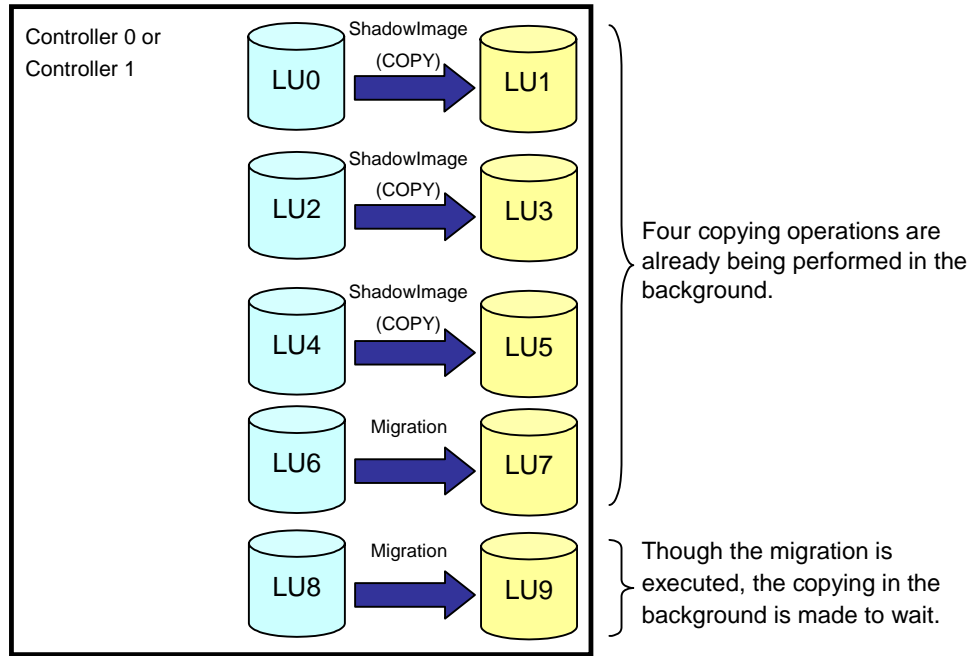 Controller 0 or
Controller 1
ShadowImage
(COPY)
LU0
LU1
ShadowImage
(COPY)
LU2
LU3
ShadowImage
(COPY)
LU4
LU5
Migration
LU6
LU7
Migration
LU8
LU9
Four copying operations are
already being performed in the
background.
Though the migration is
executed, the copying in the
background is made to wait.